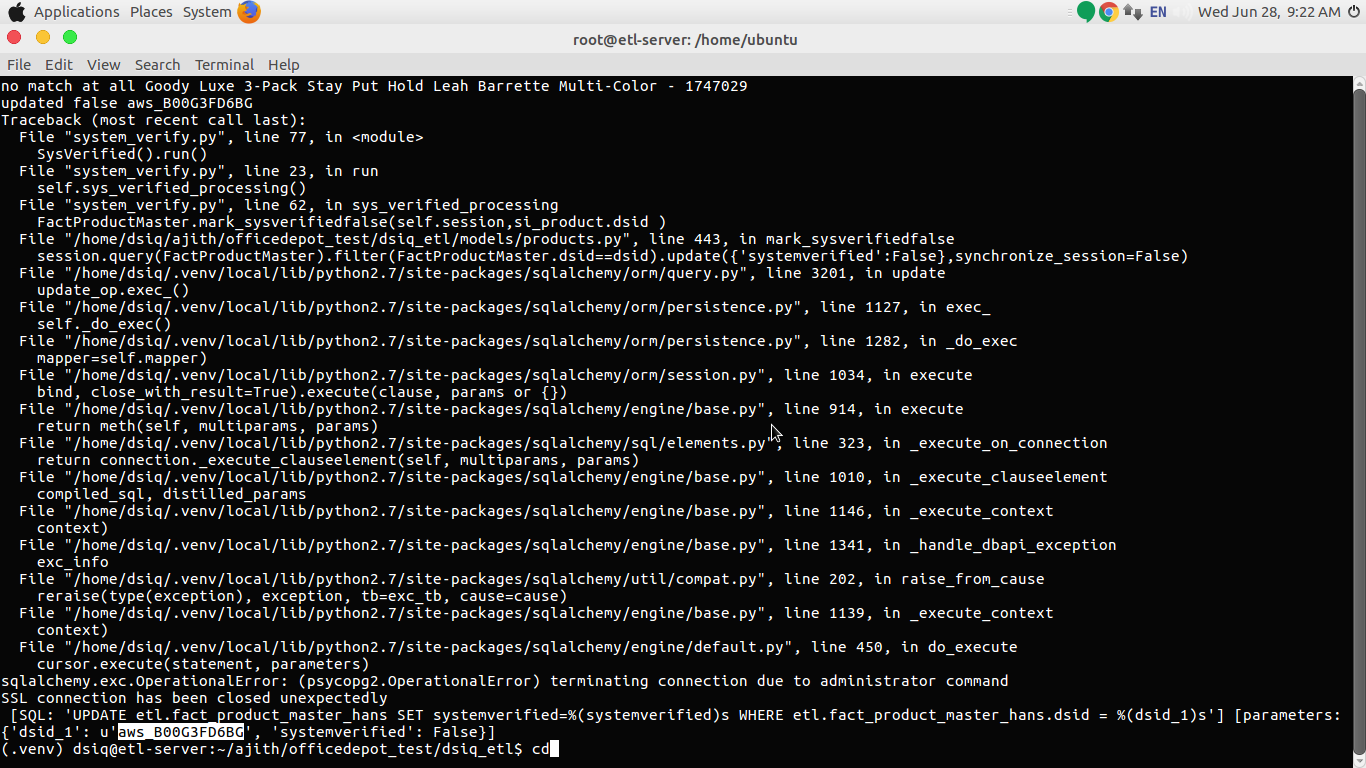 Applications Places System EN Wed Jun 28, 9:22 AM
root@etl-server: /home/ubuntu
File Edit View Search Terminal Help
no match at all Goody Luxe 3-Pack Stay Put Hold Leah Barrette Multi-Color - 1747029
updated false aws_B00G3FD6BG
Traceback (most recent call last):
  File "system_verify.py", line 77, in <module>
    SysVerified().run()
  File "system_verify.py", line 23, in run
    self.sys_verified_processing()
  File "system_verify.py", line 62, in sys_verified_processing
    FactProductMaster.mark_sysverifiedfalse(self.session,si_product.dsid )
  File "/home/dsiq/ajith/officedepot_test/dsiq_etl/models/products.py", line 443, in mark_sysverifiedfalse
    session.query(FactProductMaster).filter(FactProductMaster.dsid==dsid).update({'systemverified':False},synchronize_session=False)
  File "/home/dsiq/.venv/local/lib/python2.7/site-packages/sqlalchemy/orm/query.py", line 3201, in update
    update_op.exec_()
  File "/home/dsiq/.venv/local/lib/python2.7/site-packages/sqlalchemy/orm/persistence.py", line 1127, in exec_
    self._do_exec()
  File "/home/dsiq/.venv/local/lib/python2.7/site-packages/sqlalchemy/orm/persistence.py", line 1282, in _do_exec
    mapper=self.mapper)
  File "/home/dsiq/.venv/local/lib/python2.7/site-packages/sqlalchemy/orm/session.py", line 1034, in execute
    bind, close_with_result=True).execute(clause, params or {})
  File "/home/dsiq/.venv/local/lib/python2.7/site-packages/sqlalchemy/engine/base.py", line 914, in execute
    return meth(self, multiparams, params)
  File "/home/dsiq/.venv/local/lib/python2.7/site-packages/sqlalchemy/sql/elements.py", line 323, in _execute_on_connection
    return connection._execute_clauseelement(self, multiparams, params)
  File "/home/dsiq/.venv/local/lib/python2.7/site-packages/sqlalchemy/engine/base.py", line 1010, in _execute_clauseelement
    compiled_sql, distilled_params
  File "/home/dsiq/.venv/local/lib/python2.7/site-packages/sqlalchemy/engine/base.py", line 1146, in _execute_context
    context)
  File "/home/dsiq/.venv/local/lib/python2.7/site-packages/sqlalchemy/engine/base.py", line 1341, in _handle_dbapi_exception
    exc_info
  File "/home/dsiq/.venv/local/lib/python2.7/site-packages/sqlalchemy/util/compat.py", line 202, in raise_from_cause
    reraise(type(exception), exception, tb=exc_tb, cause=cause)
  File "/home/dsiq/.venv/local/lib/python2.7/site-packages/sqlalchemy/engine/base.py", line 1139, in _execute_context
    context)
  File "/home/dsiq/.venv/local/lib/python2.7/site-packages/sqlalchemy/engine/default.py", line 450, in do_execute
    cursor.execute(statement, parameters)
sqlalchemy.exc.OperationalError: (psycopg2.OperationalError) terminating connection due to administrator command
SSL connection has been closed unexpectedly
 [SQL: 'UPDATE etl.fact_product_master_hans SET systemverified=%(systemverified)s WHERE etl.fact_product_master_hans.dsid = %(dsid_1)s'] [parameters:
{'dsid_1': u'aws_B00G3FD6BG', 'systemverified': False}]
(.venv) dsiq@etl-server:~/ajith/officedepot_test/dsiq_etl$ cd